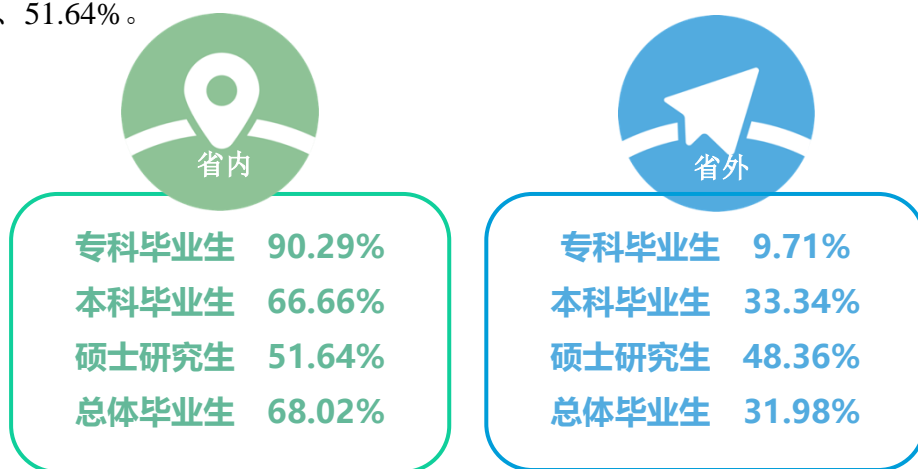 、51.64%。
省内
专科毕业生 90.29%
本科毕业生 66.66%
硕士研究生 51.64%
总体毕业生 68.02%
省外
专科毕业生 9.71%
本科毕业生 33.34%
硕士研究生 48.36%
总体毕业生 31.98%